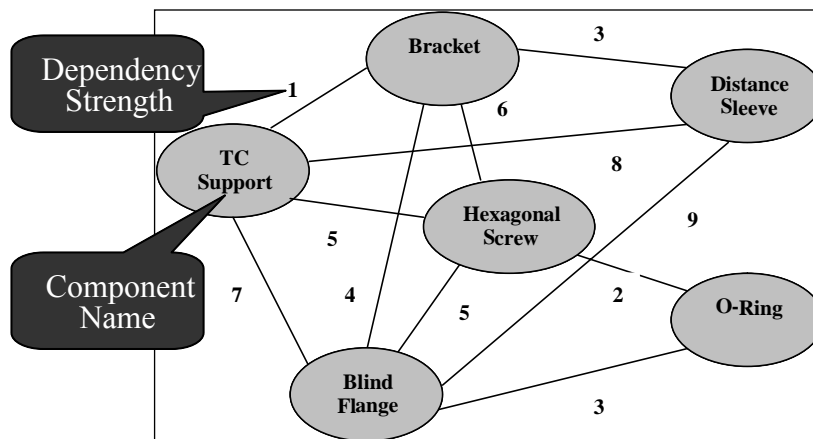 Dependency
Strength
1
Bracket
3
Distance
Sleeve
6
TC
Support
8
Hexagonal
Screw
9
5
Component
Name
7
4
5
2
O-Ring
Blind
Flange
3